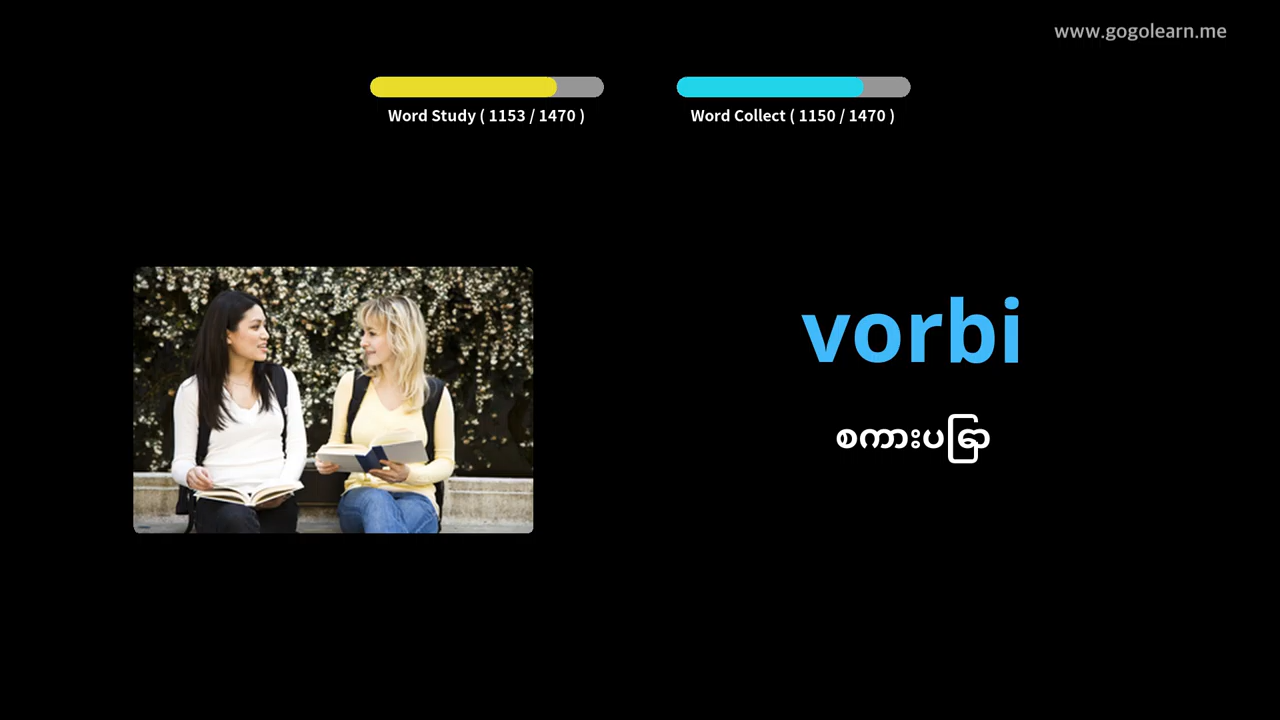 www.gogolearn.me
Word Study ( 1153 / 1470 )
Word Collect ( 1150 / 1470 )
vorbi
စကားပြော